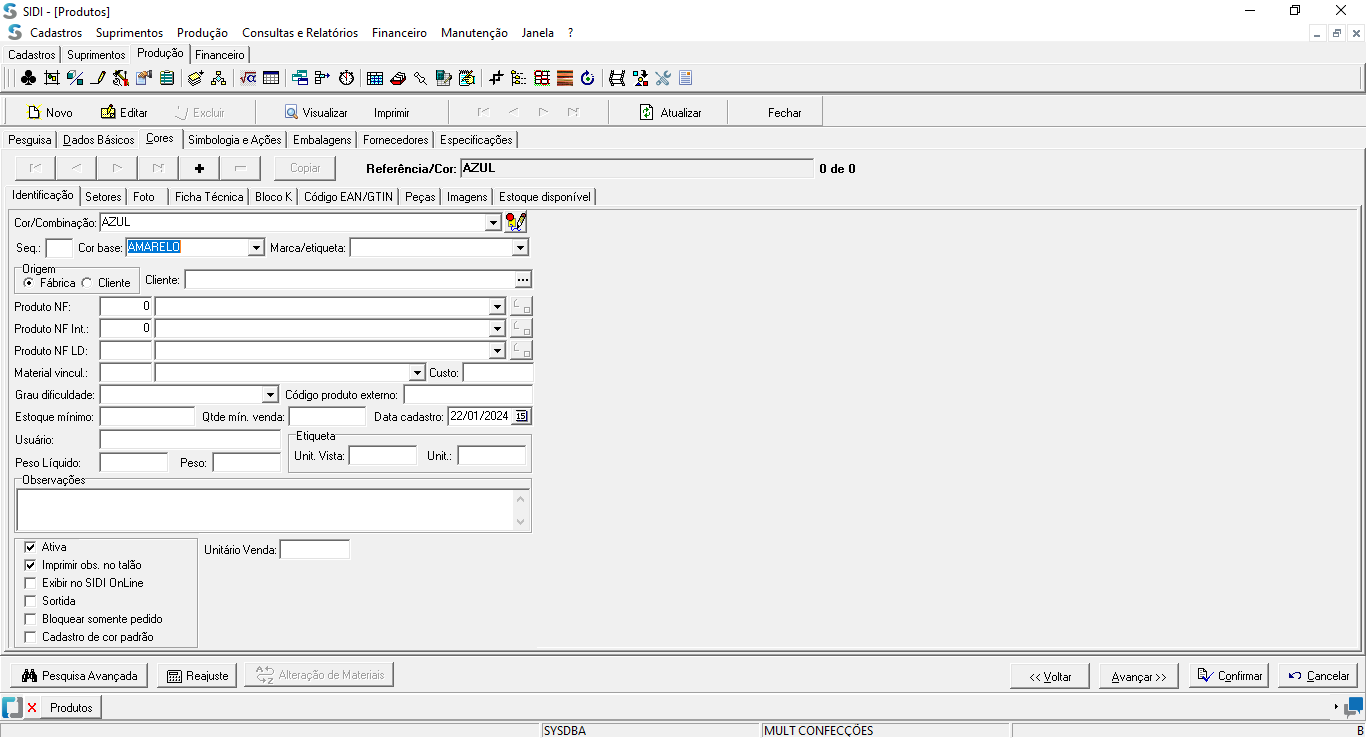 SIDI - [Produtos]
Cadastros Suprimentos Produção Consultas e Relatórios Financeiro Manutenção Janela ?
Cadastros Suprimentos Produção Financeiro
Novo Editar Excluir Visualizar Imprimir Atualizar Fechar
Pesquisa Dados Básicos Cores Simbologia e Ações Embalagens Fornecedores Especificações
Copiar Referência/Cor: AZUL 0 de 0
Identificação Setores Foto Ficha Técnica Bloco K Código EAN/GTIN Peças Imagens Estoque disponível
Cor/Combinação: AZUL
Seq.: Cor base: AMARELO Marca/etiqueta:
Origem
Fábrica Cliente Cliente:
Produto NF: 0
Produto NF Int.: 0
Produto NF LD:
Material vincul.: Custo:
Grau dificuldade: Código produto externo:
Estoque mínimo: Qtde mín. venda: Data cadastro: 22/01/2024 15
Usuário: Etiqueta
Unit. Vista: Unit.:
Peso Líquido: Peso:
Observações
Ativa Unitário Venda:
Imprimir obs. no talão
Exibir no SIDI OnLine
Sortida
Bloquear somente pedido
Cadastro de cor padrão
Pesquisa Avançada Reajuste Alteração de Materiais << Voltar Avançar >> Confirmar Cancelar
Produtos
SYSDBA MULT CONFECÇÕES B